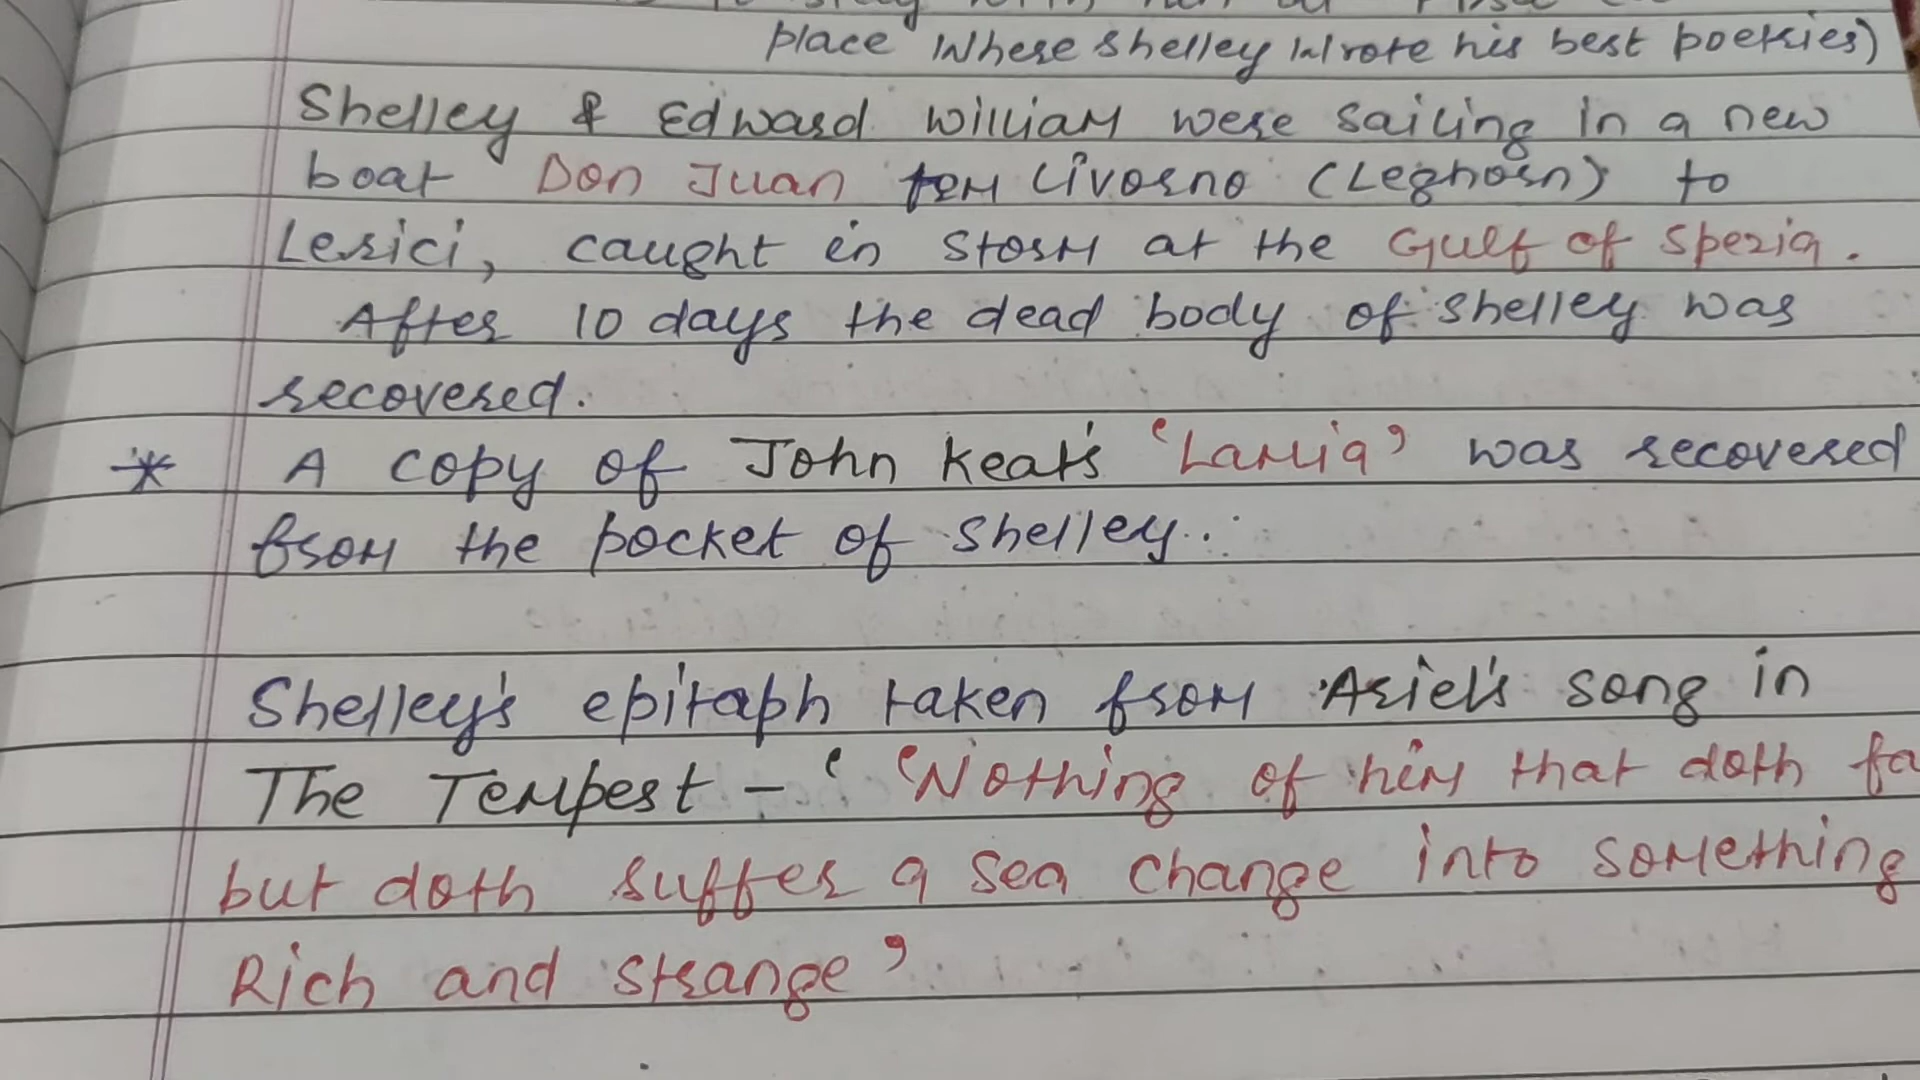 place where Shelley wrote his best poetries)
Shelley & Edward William were sailing in a new
boat Don Juan from Livorno (Leghorn) to
Lerici, caught in storm at the Gulf of Spezia.
After 10 days the dead body of Shelley was
recovered.
* A copy of John Keat's 'Lamia' was recovered
from the pocket of Shelley.
Shelley's epitaph taken from Ariel's song in
The Tempest - ' 'Nothing of him that doth fa
but doth suffer a sea change into something
Rich and strange'